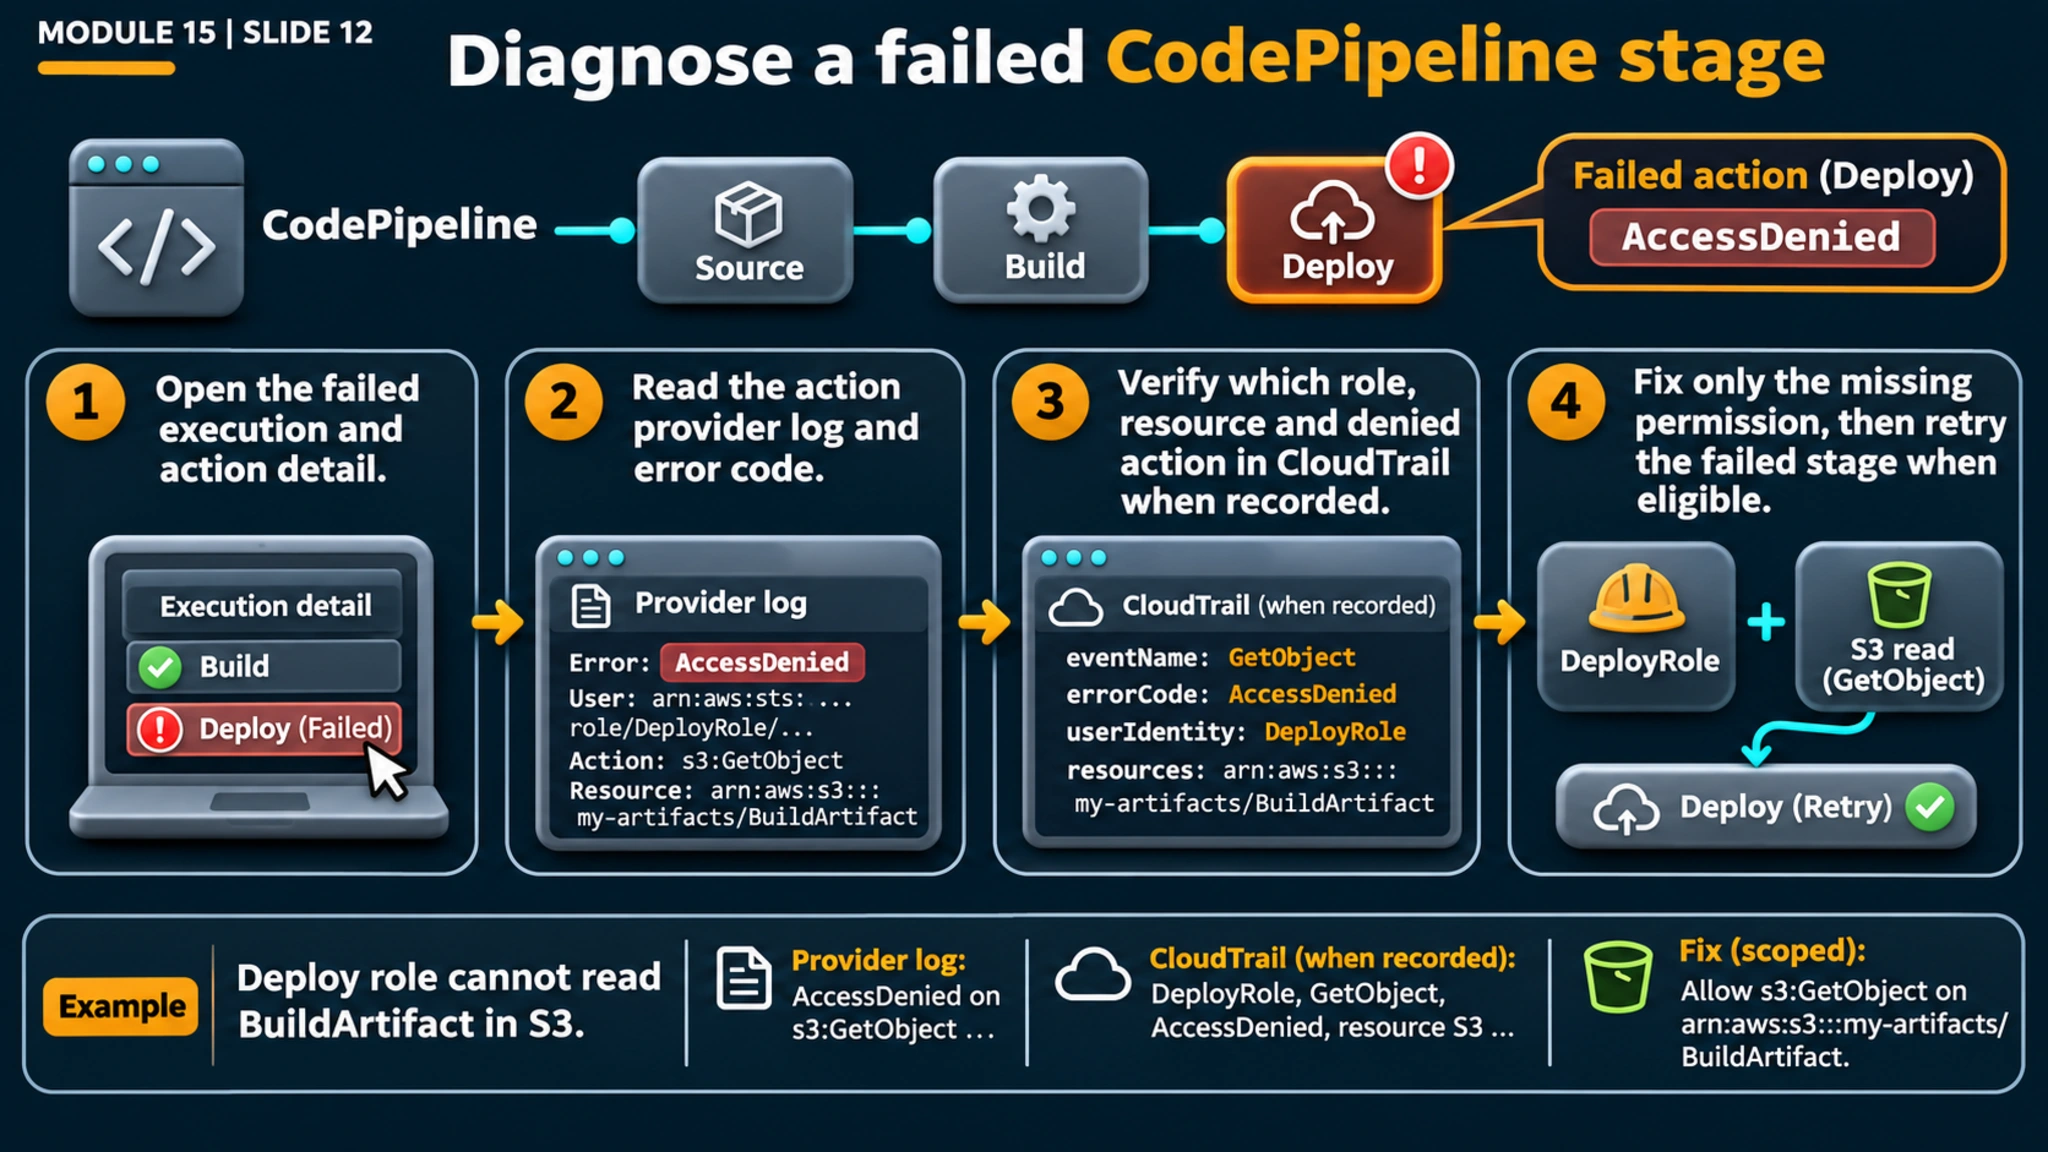 MODULE 15 | SLIDE 12
Diagnose a failed CodePipeline stage
CodePipeline
Source
Build
Deploy
!
Failed action (Deploy)
AccessDenied
1
Open the failed
execution and
action detail.
Execution detail
Build
! Deploy (Failed)
2
Read the action
provider log and
error code.
Provider log
Error: AccessDenied
User: arn:aws:sts: ...
role/DeployRole/...
Action: s3:GetObject
Resource: arn:aws:s3:::
my-artifacts/BuildArtifact
3
Verify which role,
resource and denied
action in CloudTrail
when recorded.
CloudTrail (when recorded)
eventName: GetObject
errorCode: AccessDenied
userIdentity: DeployRole
resources: arn:aws:s3:::
my-artifacts/BuildArtifact
4
Fix only the missing
permission, then retry
the failed stage when
eligible.
DeployRole
+
S3 read
(GetObject)
Deploy (Retry)
Example
Deploy role cannot read
BuildArtifact in S3.
Provider log:
AccessDenied on
s3:GetObject ...
CloudTrail (when recorded):
DeployRole, GetObject,
AccessDenied, resource S3 ...
Fix (scoped):
Allow s3:GetObject on
arn:aws:s3:::my-artifacts/
BuildArtifact.